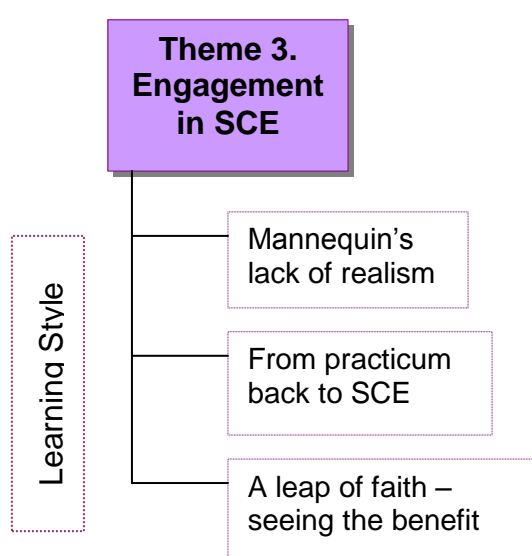 Theme 3.
Engagement
in SCE
Mannequin's
lack of realism
Learning Style
From practicum
back to SCE
A leap of faith –
seeing the benefit